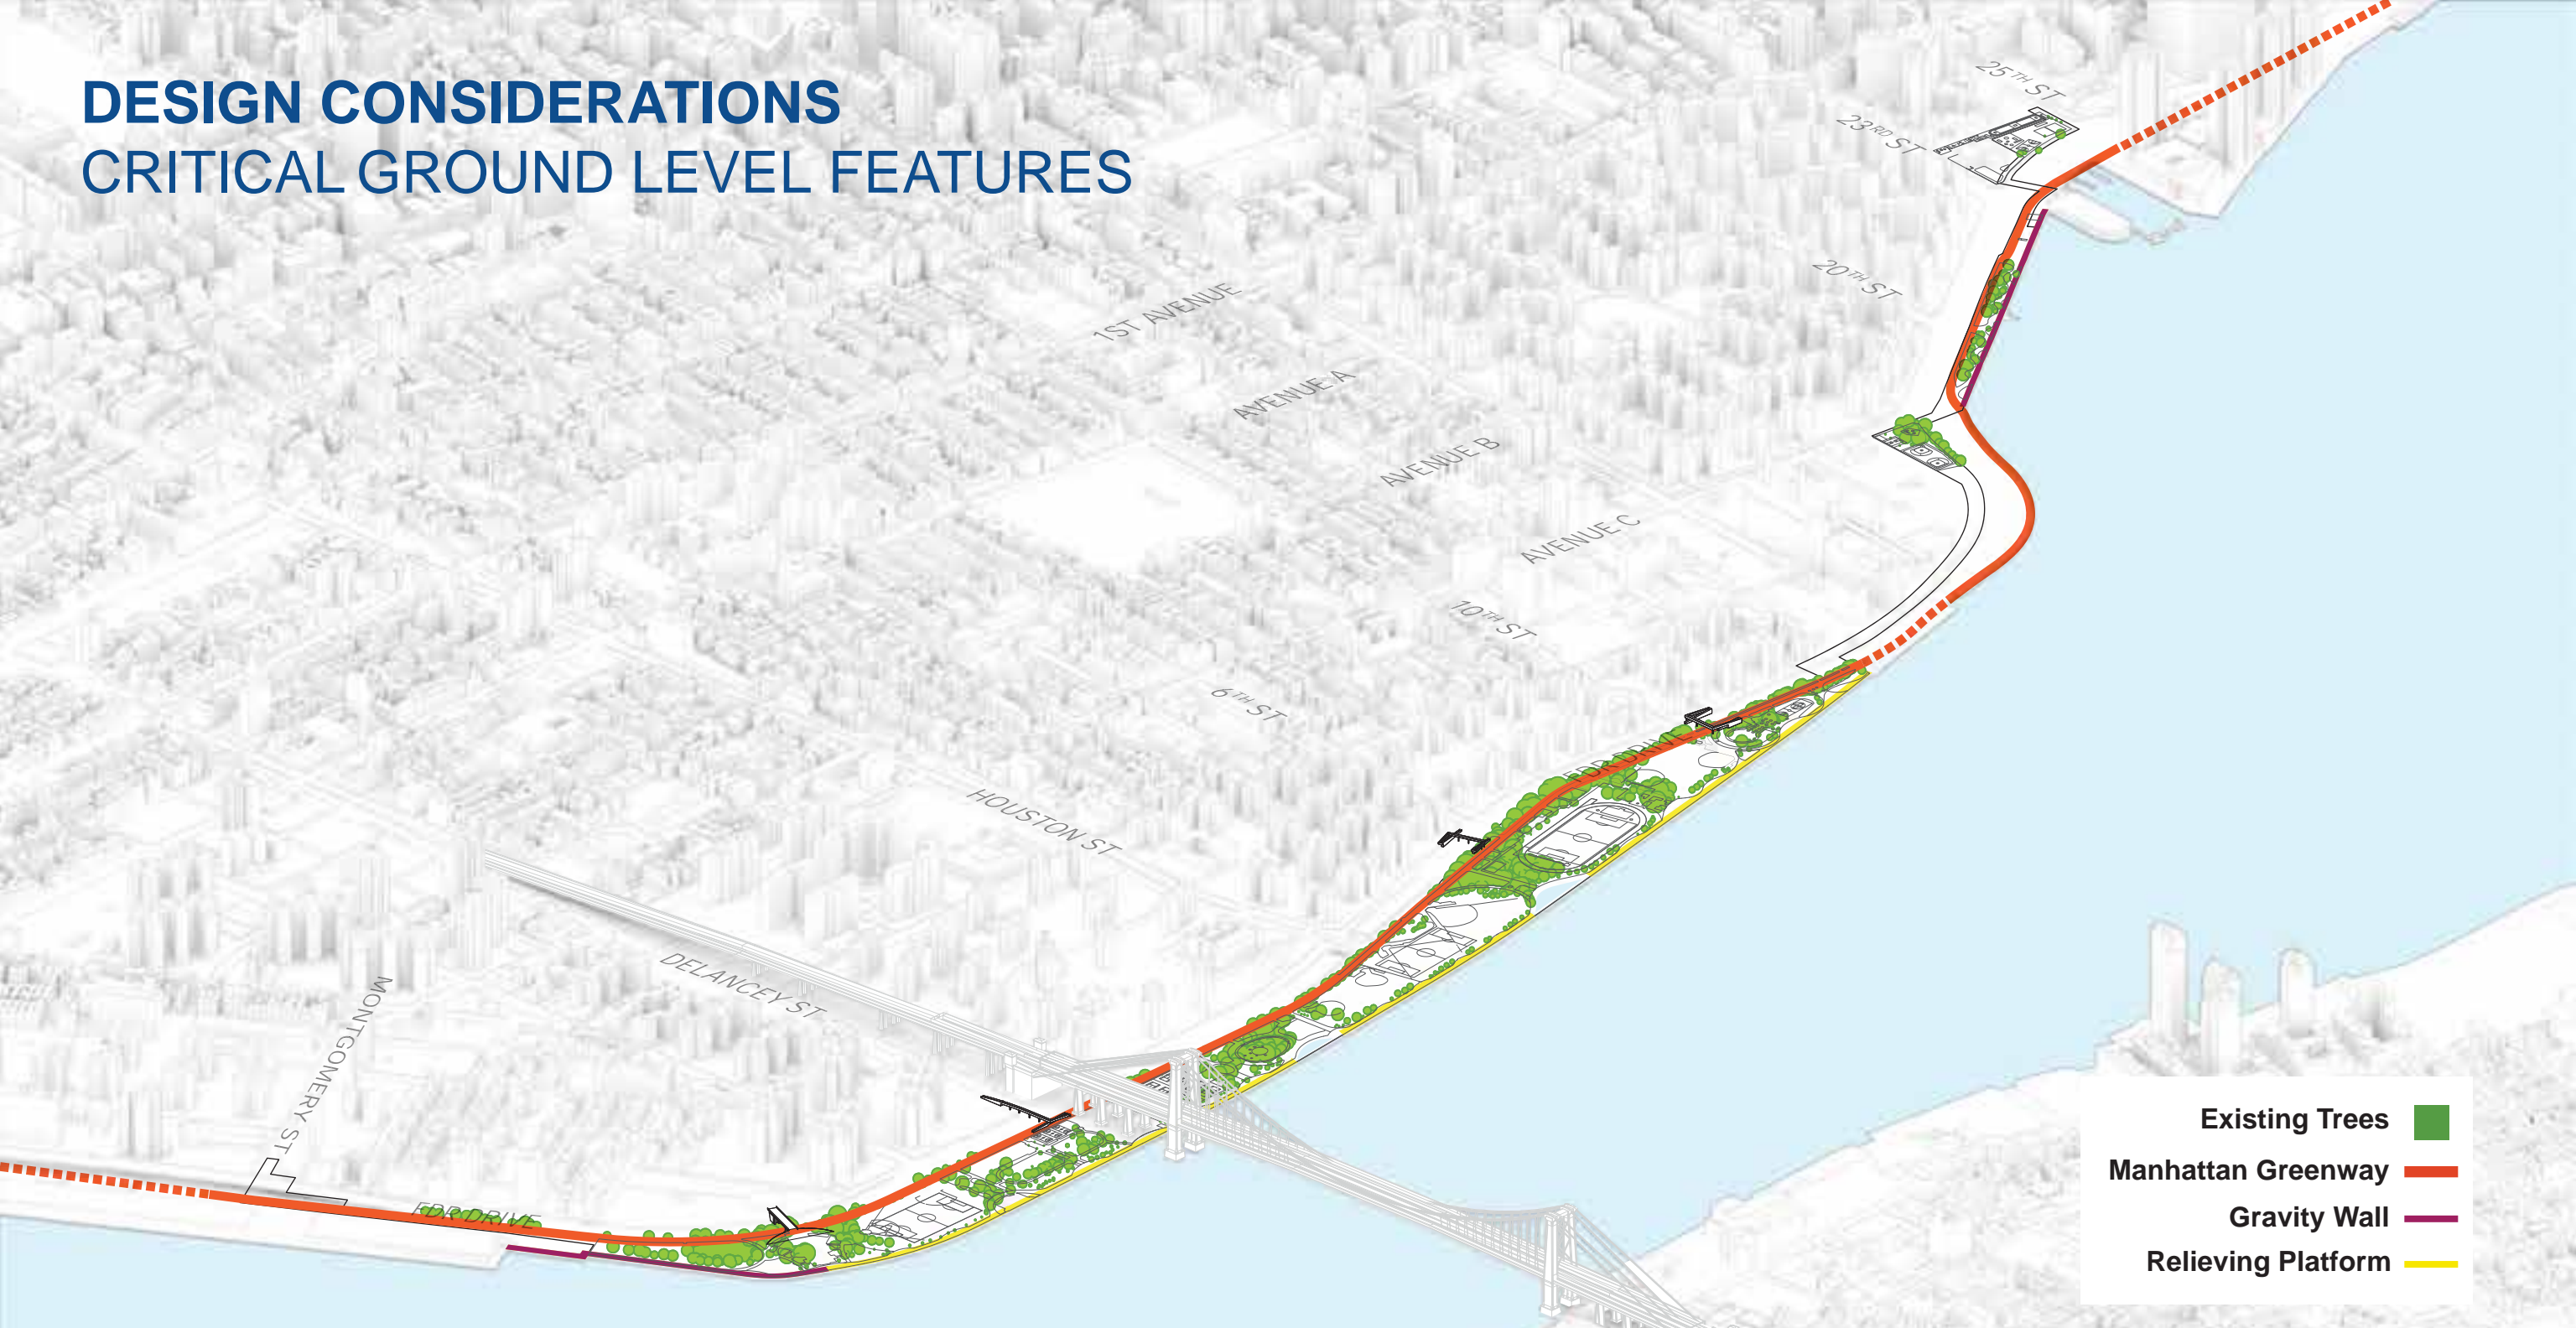 DESIGN CONSIDERATIONS
CRITICAL GROUND LEVEL FEATURES
25TH ST
23RD ST
20TH ST
1ST AVENUE
AVENUE A
AVENUE B
AVENUE C
10TH ST
6TH ST
FDR DRIVE
HOUSTON ST
DELANCEY ST
MONTGOMERY ST
FDR DRIVE
Existing Trees
Manhattan Greenway
Gravity Wall
Relieving Platform